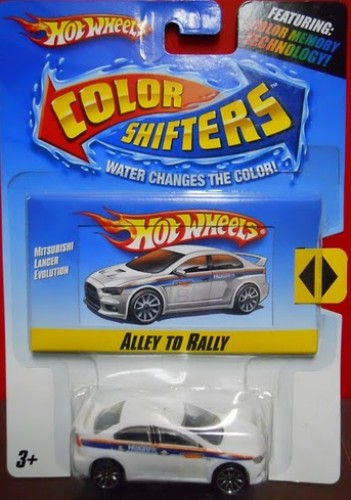 HOT WHEELS
FEATURING:
COLOR MEMORY
TECHNOLOGY!
COLOR
SHIFTERS
WATER CHANGES THE COLOR!
HOT WHEELS
MITSUBISHI
LANCER
EVOLUTION
ALLEY TO RALLY
3+